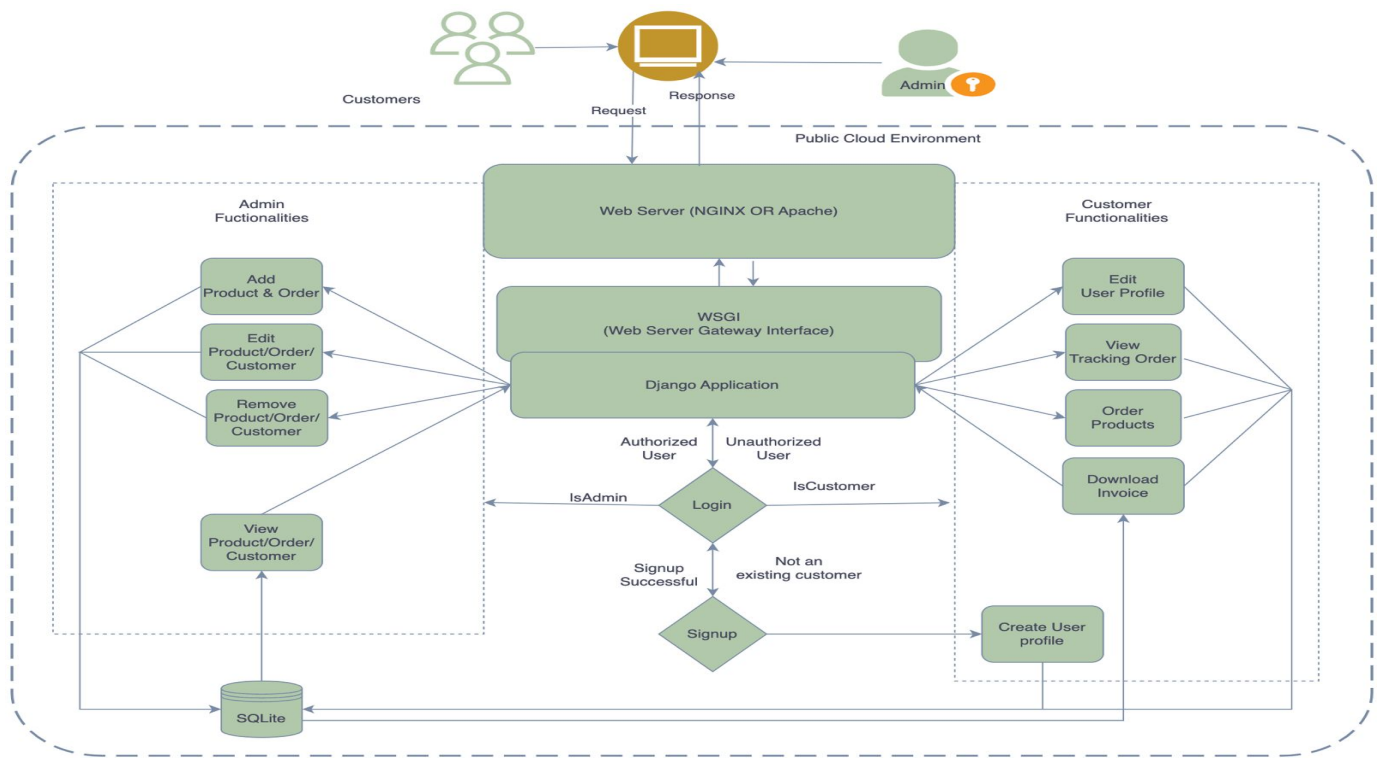 Customers
Admin
Request
Response
Public Cloud Environment
Admin
Fuctionalities
Web Server (NGINX OR Apache)
Customer
Functionalities
Add
Product & Order
Edit
Product/Order/
Customer
Remove
Product/Order/
Customer
View
Product/Order/
Customer
WSGI
(Web Server Gateway Interface)
Django Application
Edit
User Profile
View
Tracking Order
Order
Products
Download
Invoice
Authorized
User
Unauthorized
User
IsAdmin
Login
IsCustomer
Signup
Successful
Not an
existing customer
Signup
Create User
profile
SQLite